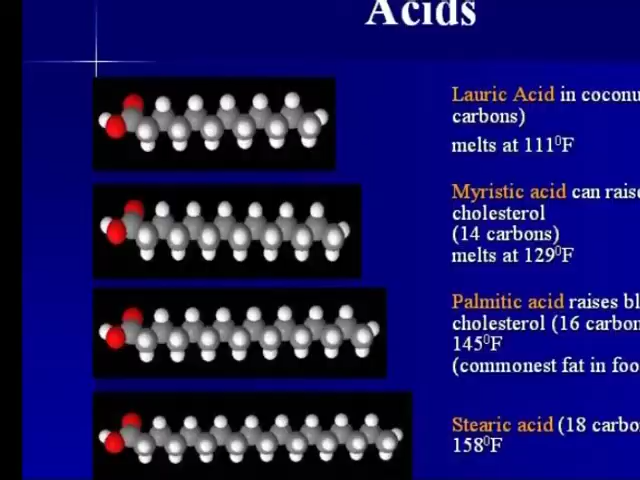 Acids
Lauric Acid in coconu
carbons)
melts at 111⁰F
Myristic acid can raise
cholesterol
(14 carbons)
melts at 129⁰F
Palmitic acid raises bl
cholesterol (16 carbon
145⁰F
(commonest fat in foo
Stearic acid (18 carbo
158⁰F